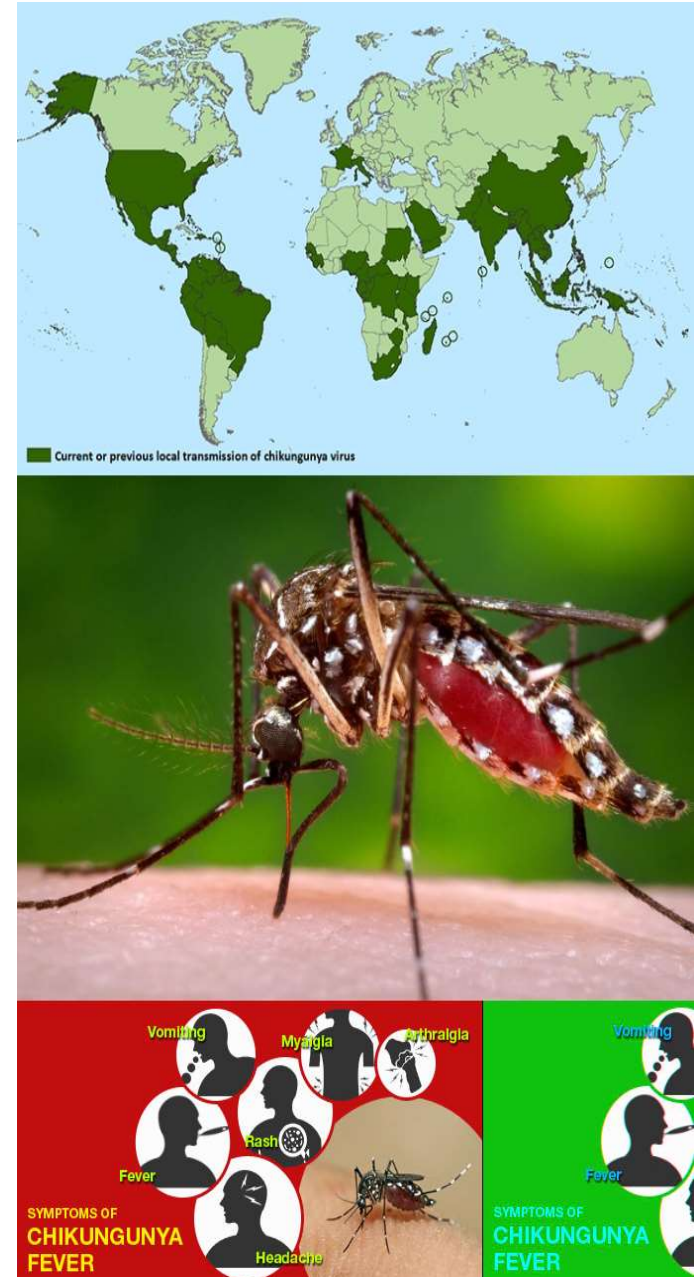 Current or previous local transmission of chikungunya virus
Vomiting
Myalgia
Arthralgia
Rash
Fever
Headache
SYMPTOMS OF
CHIKUNGUNYA
FEVER
Vomiting
Fever
SYMPTOMS OF
CHIKUNGUNYA
FEVER